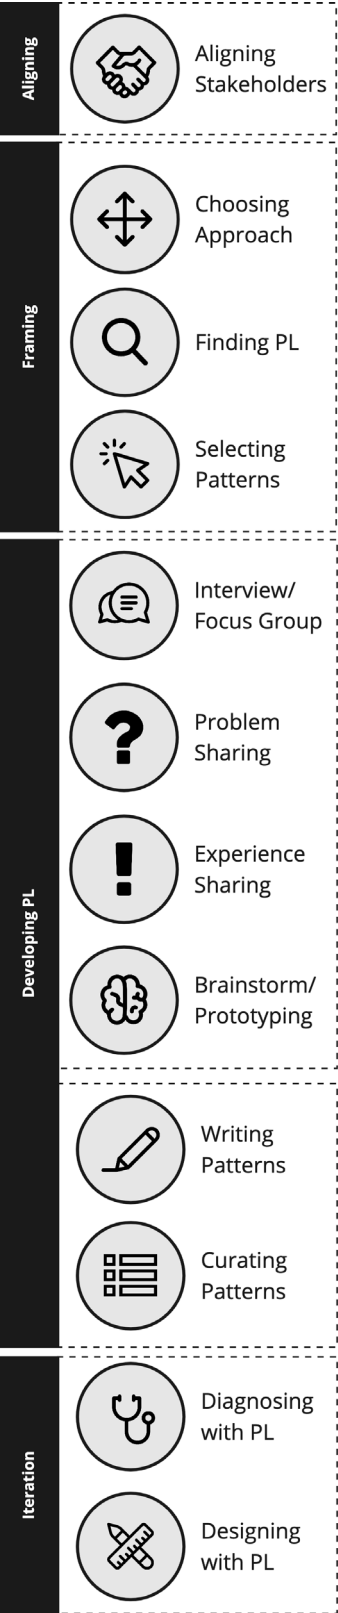 Aligning
Aligning
Stakeholders
Framing
Choosing
Approach
Finding PL
Selecting
Patterns
Developing PL
Interview/
Focus Group
Problem
Sharing
Experience
Sharing
Brainstorm/
Prototyping
Writing
Patterns
Curating
Patterns
Iteration
Diagnosing
with PL
Designing
with PL